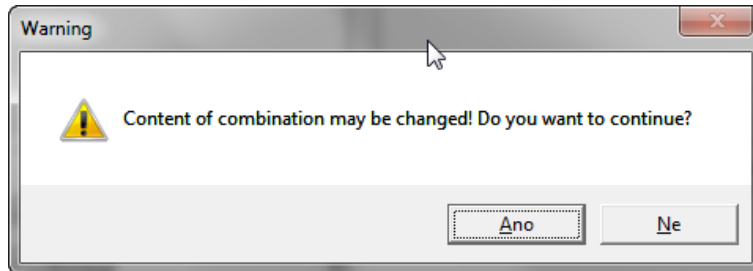 Warning
Content of combination may be changed! Do you want to continue?
Ano
Ne